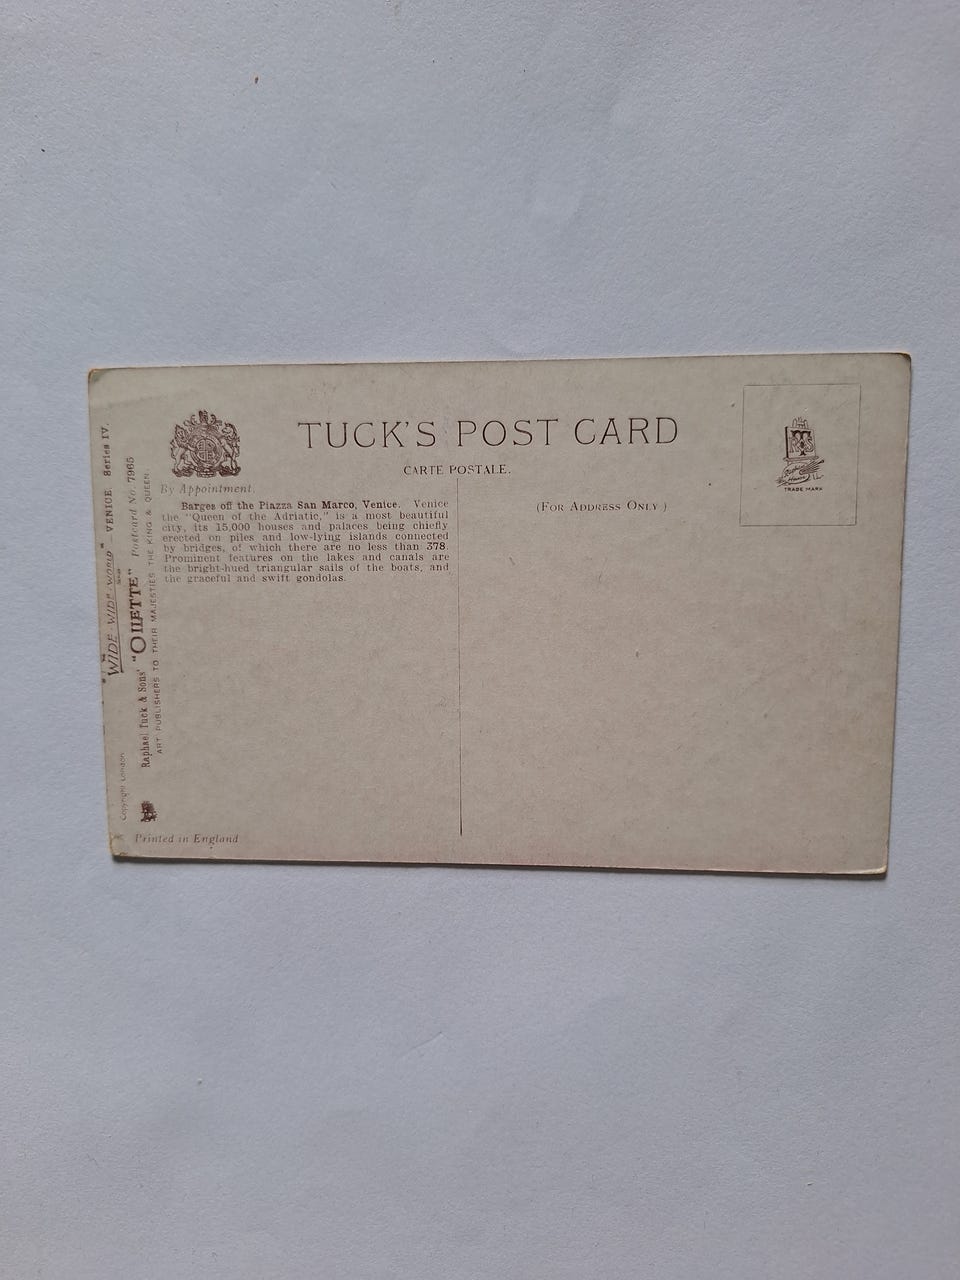 TUCK'S POST CARD
CARTE POSTALE.
By Appointment.
Barges off the Piazza San Marco, Venice. Venice
the "Queen of the Adriatic," is a most beautiful
city, its 15,000 houses and palaces being chiefly
erected on piles and low-lying islands connected
by bridges, of which there are no less than 378.
Prominent features on the lakes and canals are
the bright-hued triangular sails of the boats, and
the graceful and swift gondolas.
(FOR ADDRESS ONLY)
TRADE MARK
"WIDE-WIDE-WORLD" - VENICE Series IV.
Raphael Tuck & Sons' "OILETTE" Postcard No 7965
ART PUBLISHERS TO THEIR MAJESTIES THE KING & QUEEN.
Copyright London
Printed in England